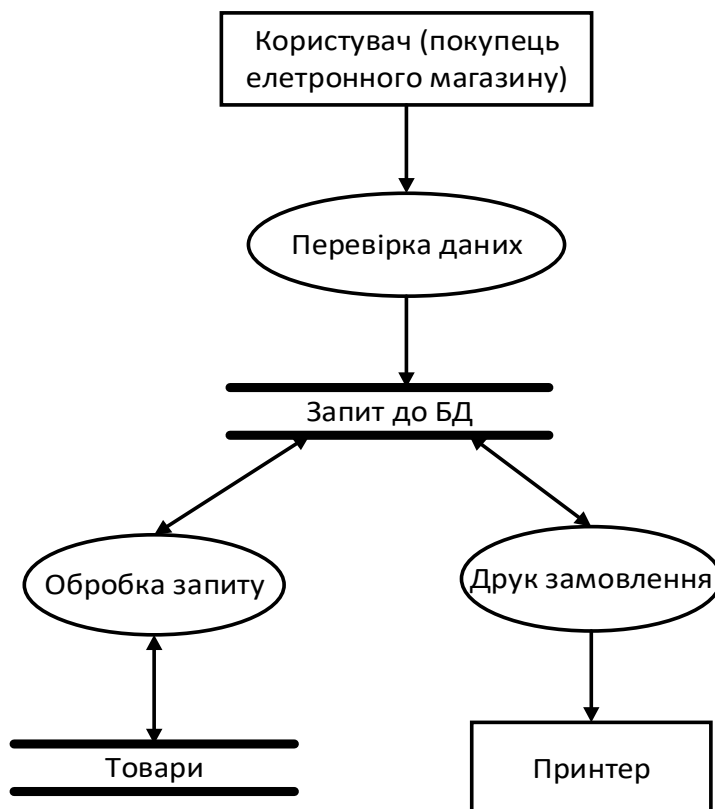 Користувач (покупець
елетронного магазину)
Перевірка даних
Запит до БД
Обробка запиту
Друк замовлення
Товари
Принтер